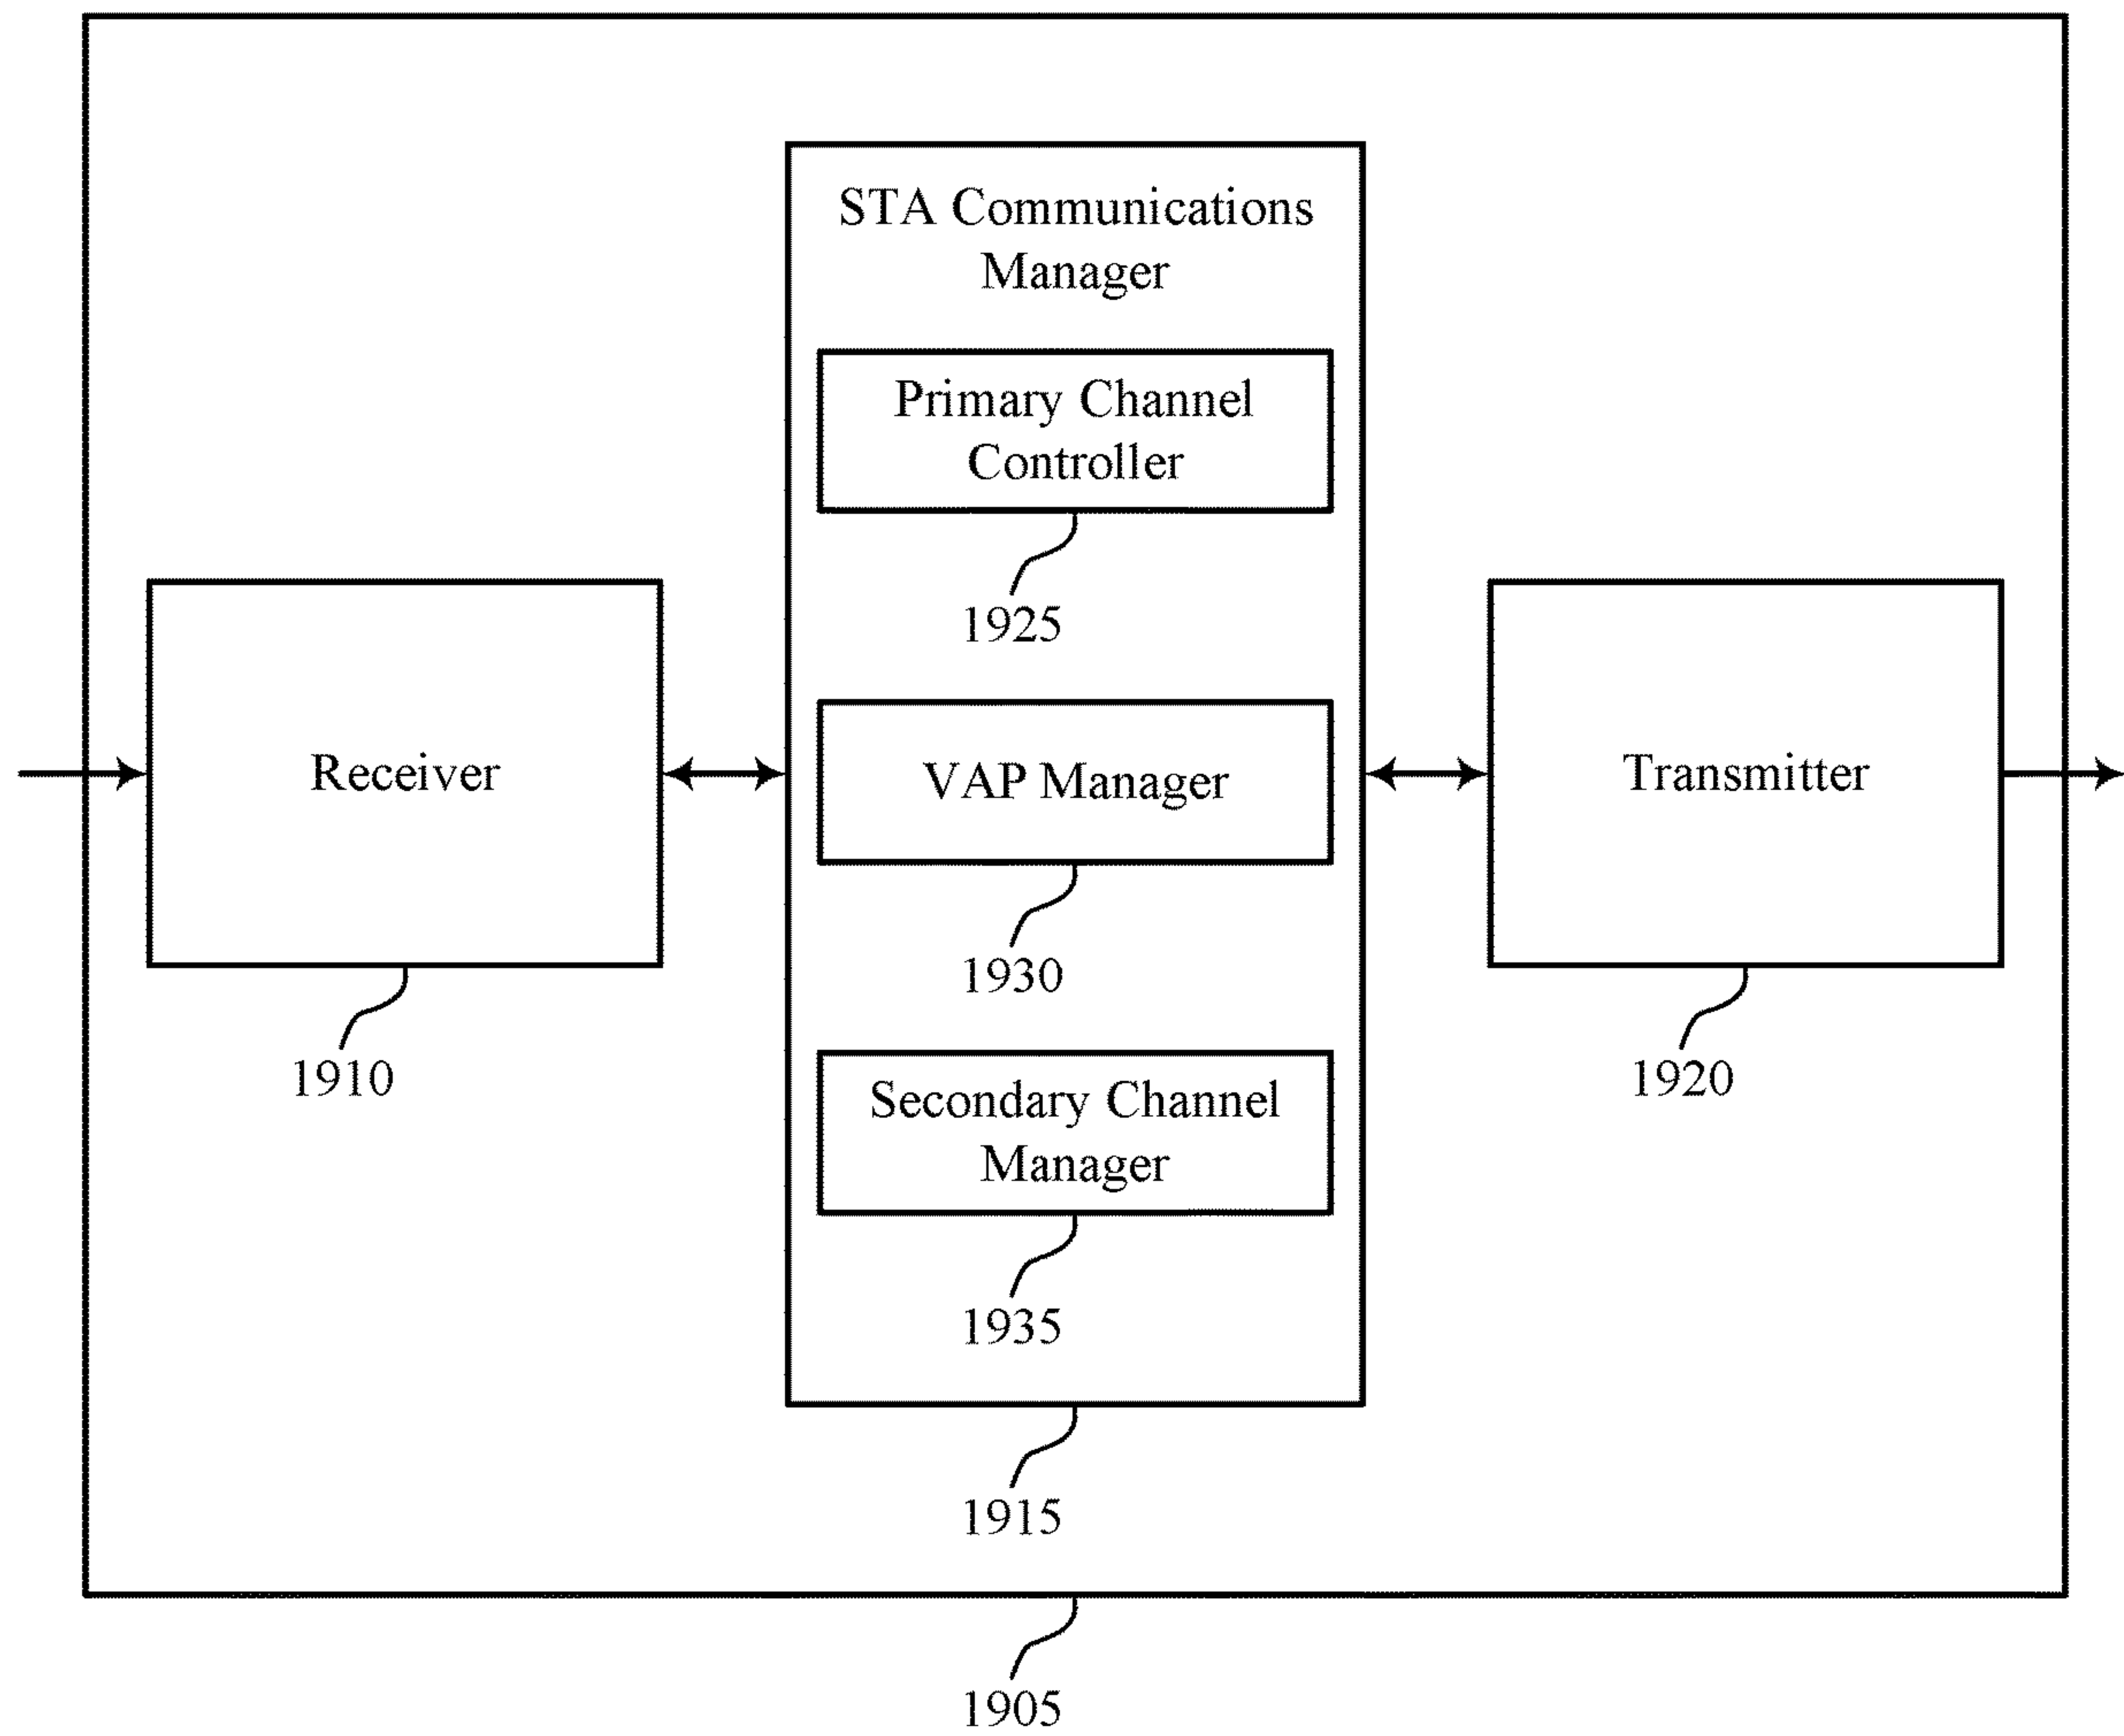 STA Communications
Manager
Primary Channel
Controller
1925
Receiver
VAP Manager
Transmitter
1930
1910
1920
Secondary Channel
Manager
1935
1915
1905